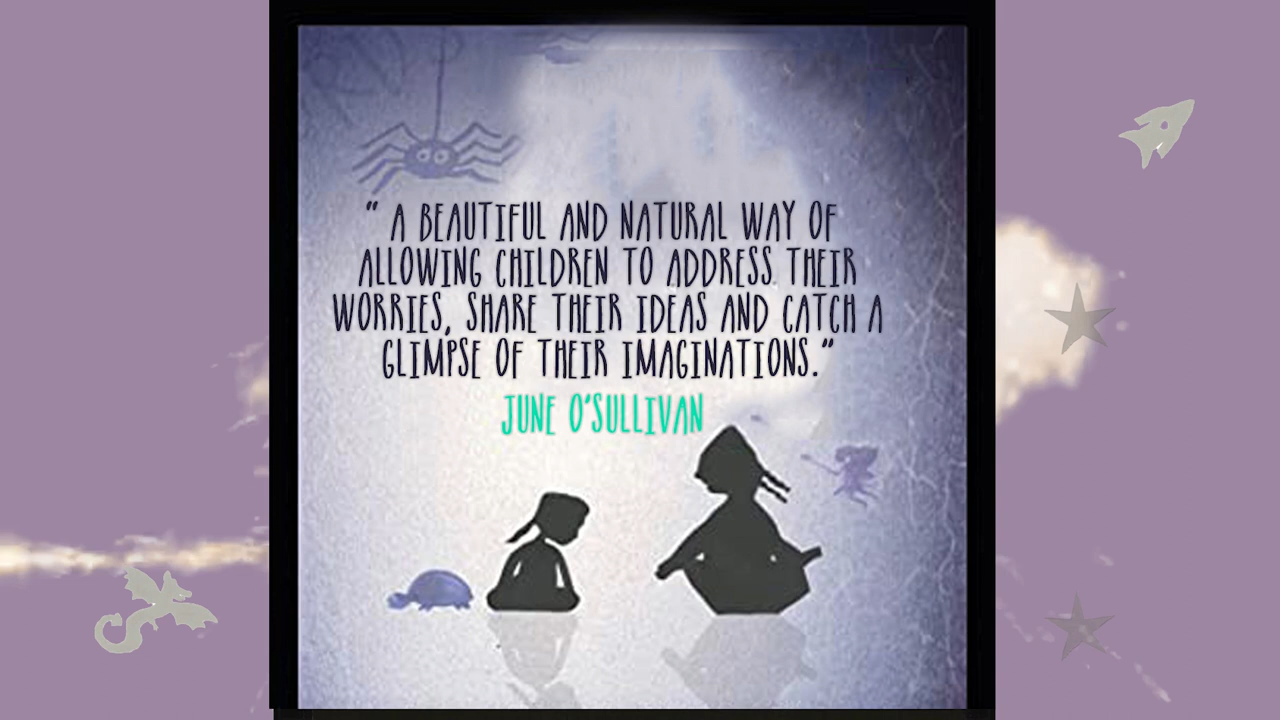 “ A BEAUTIFUL AND NATURAL WAY OF
ALLOWING CHILDREN TO ADDRESS THEIR
WORRIES, SHARE THEIR IDEAS AND CATCH A
GLIMPSE OF THEIR IMAGINATIONS.”
JUNE O’SULLIVAN